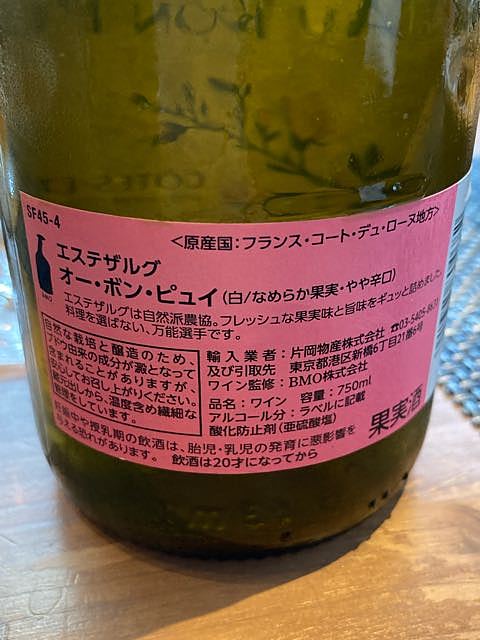 SF45-4
<原産国：フランス・コート・デュ・ローヌ地方>
エステザルグ
オー・ボン・ピュイ(白/なめらか果実・やや辛口)
BMO
エステザルグは自然派農協。フレッシュな果実味と旨味をギュッと詰めました。
料理を選ばない、万能選手です。
自然な栽培と醸造のため、
ブドウ由来の成分が澱となって
含まれることがありますが、
安心してお召し上がりください。
蔵元出しから、温度含め繊細な
管理をしています。
輸入業者：片岡物産株式会社 ☎03-5405-
及び引取先 東京都港区新橋6丁目21番6号
ワイン監修：BMO株式会社
品名：ワイン 容量：750ml
アルコール分：ラベルに記載
酸化防止剤(亜硫酸塩)
果実酒
妊娠中や授乳期の飲酒は、胎児・乳児の発育に悪影響を
与える恐れがあります。 飲酒は20才になってから